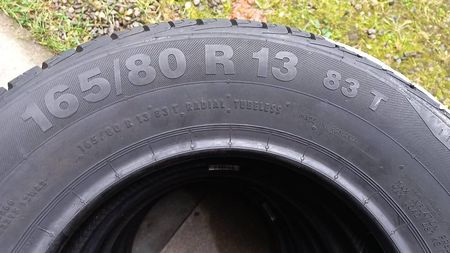 165/80 R 13 83 T
165/80 R 13 83 T RADIAL TUBELESS